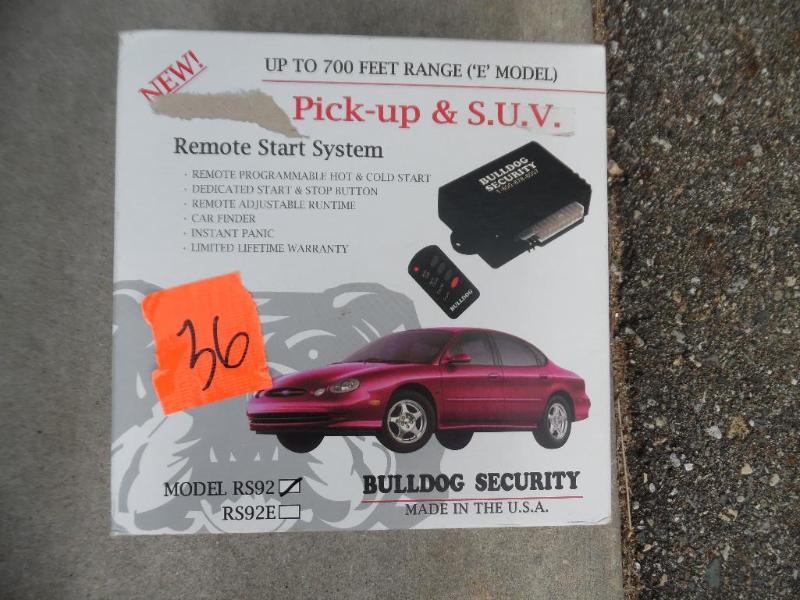 NEW!
UP TO 700 FEET RANGE ('E' MODEL)
Pick-up & S.U.V.
Remote Start System
· REMOTE PROGRAMMABLE HOT & COLD START
· DEDICATED START & STOP BUTTON
· REMOTE ADJUSTABLE RUNTIME
· CAR FINDER
· INSTANT PANIC
· LIMITED LIFETIME WARRANTY
BULLDOG
SECURITY
BULLDOG
36
MODEL RS92
RS92E
BULLDOG SECURITY
MADE IN THE U.S.A.